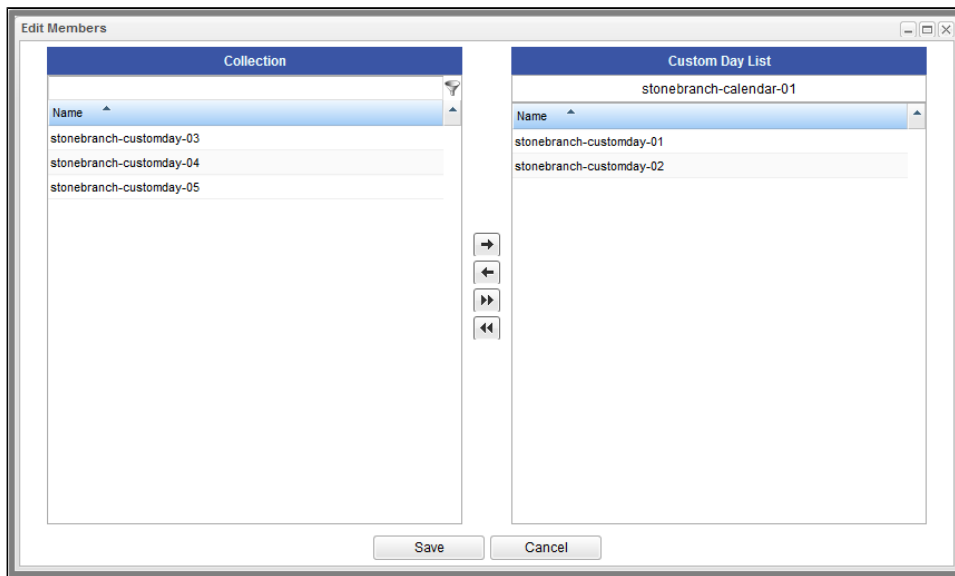 Edit Members
Collection
Name
stonebranch-customday-03
stonebranch-customday-04
stonebranch-customday-05
Custom Day List
stonebranch-calendar-01
Name
stonebranch-customday-01
stonebranch-customday-02
Save
Cancel